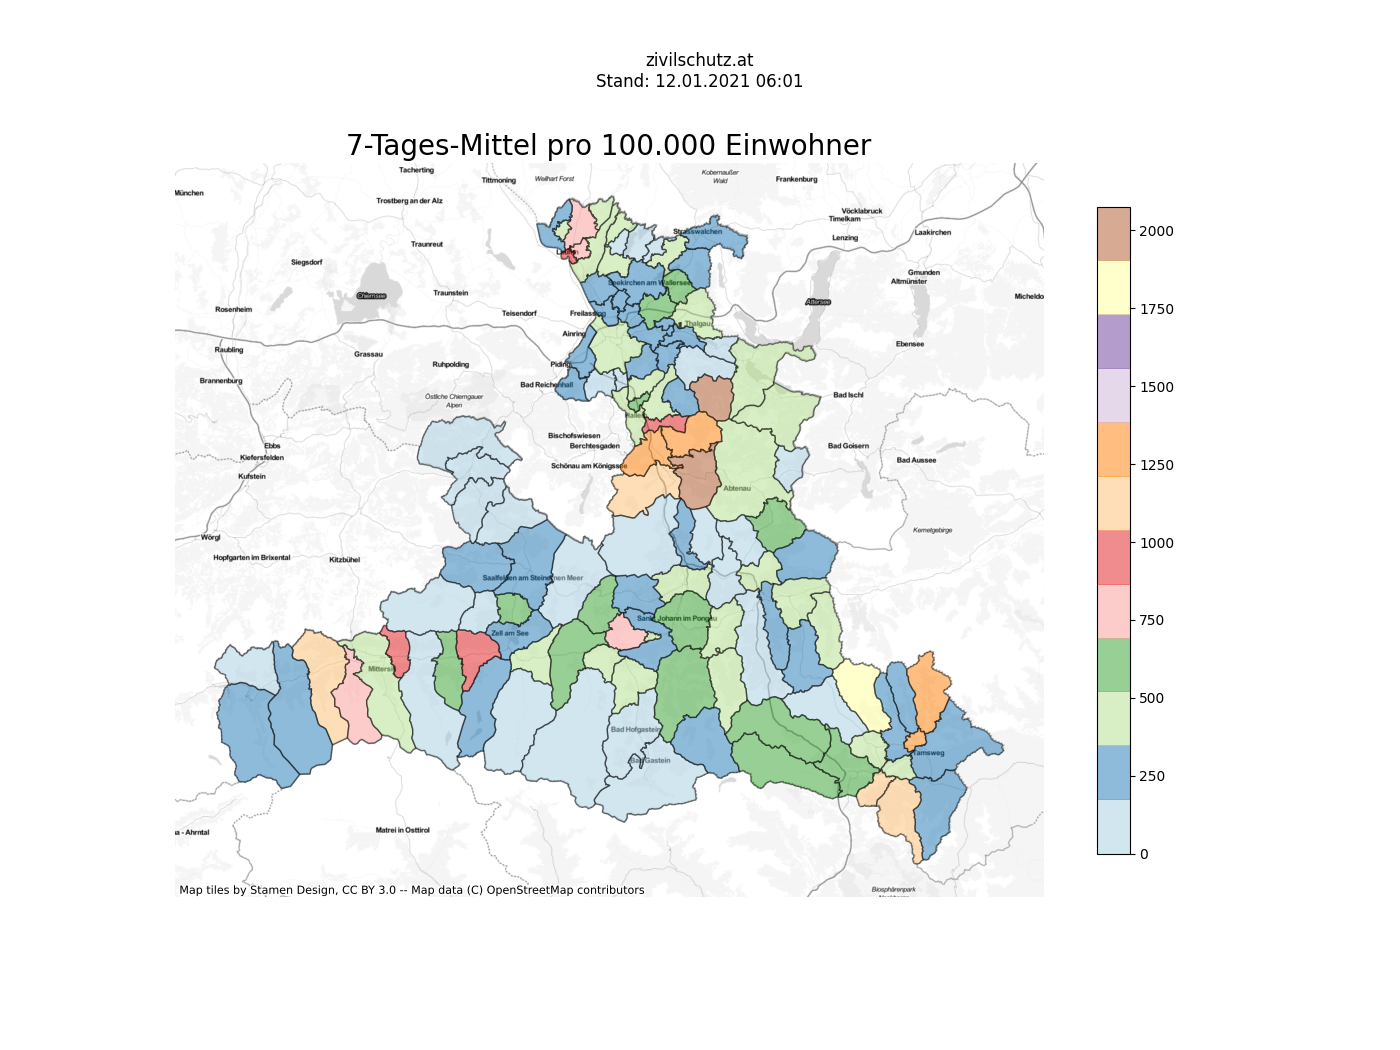 zivilschutz.at
Stand: 12.01.2021 06:01
7-Tages-Mittel pro 100.000 Einwohner
Tacherting
Tittmoning
Weilhart Forst
Kobernaußer
Wald
Frankenburg
München
Trostberg an der Alz
Vöcklabruck
Timelkam
Laakirchen
Strasswalchen
Lenzing
Traunreut
Siegsdorf
Gmunden
Altmünster
Seekirchen am Wallersee
Traunstein
Chiemsee
Attersee
Micheldo
Rosenheim
Teisendorf
Freilassing
Thalgau
Ainring
Ebensee
Raubling
Grassau
Ruhpolding
Piding
Brannenburg
Bad Reichenhall
Östliche Chiemgauer
Alpen
Bad Ischl
Hallein
Bischofswiesen
Berchtesgaden
Bad Goisern
Ebbs
Kiefersfelden
Schönau am Königssee
Bad Aussee
Kufstein
Abtenau
Kemetgebirge
Wörgl
Hopfgarten im Brixental
Kitzbühel
Saalfelden am Steinernen Meer
Sankt Johann im Pongau
Zell am See
Mittersill
Bad Hofgastein
Bad Gastein
Tamsweg
a - Ahrntal
Matrei in Osttirol
Biosphärenpark
Map tiles by Stamen Design, CC BY 3.0 -- Map data (C) OpenStreetMap contributors
2000
1750
1500
1250
1000
750
500
250
0